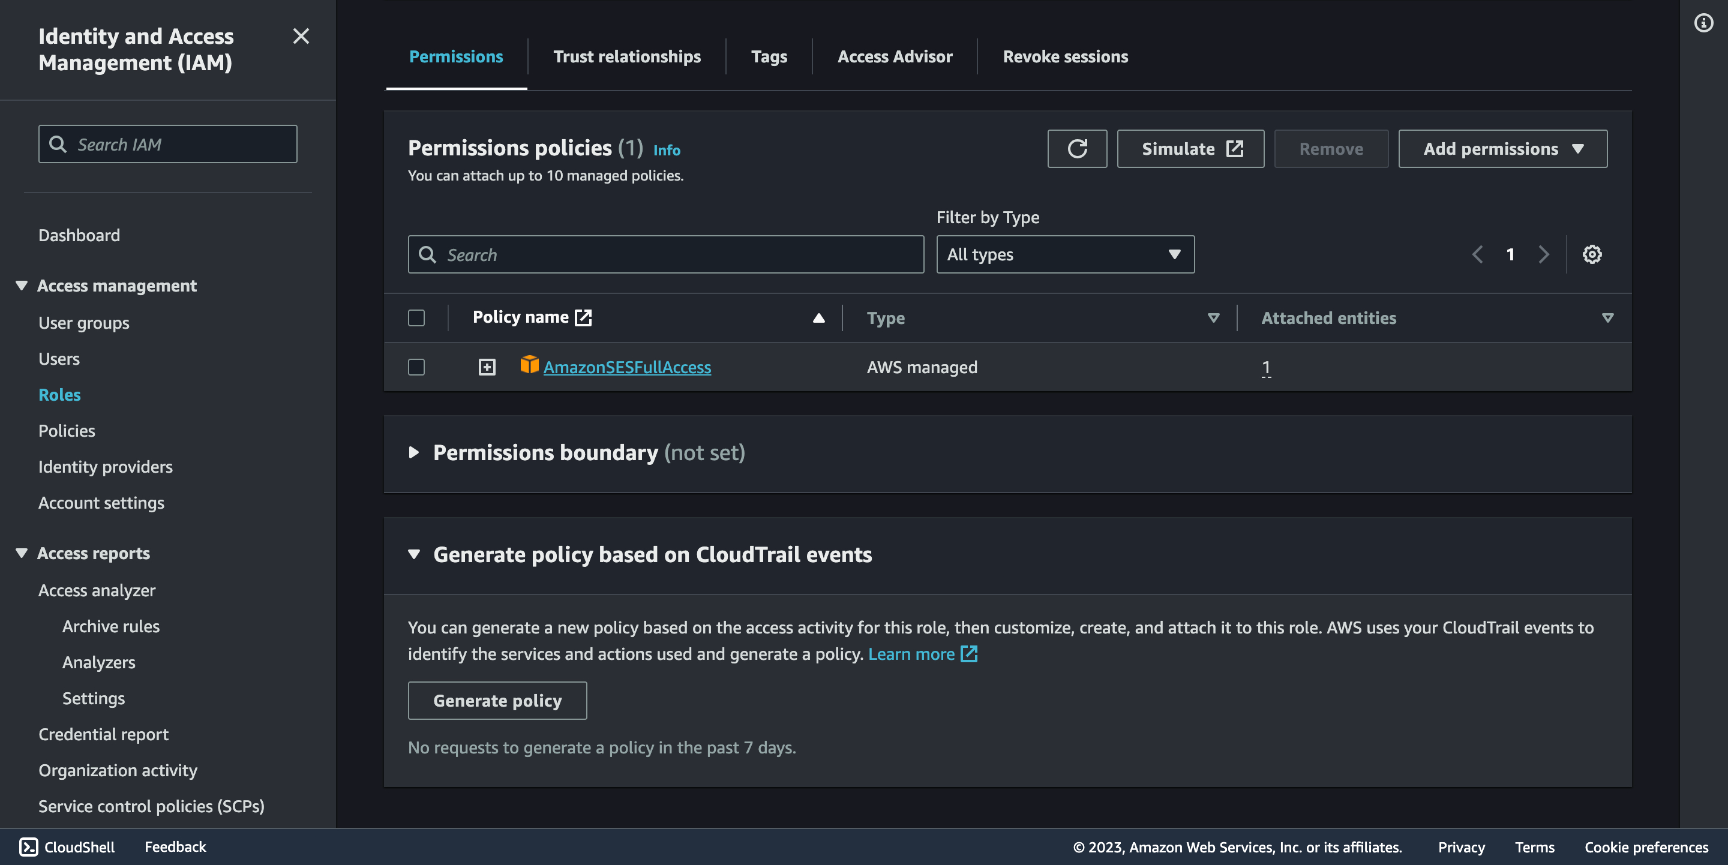 Identity and Access
Management (IAM)
Search IAM
Dashboard
Access management
User groups
Users
Roles
Policies
Identity providers
Account settings
Access reports
Access analyzer
Archive rules
Analyzers
Settings
Credential report
Organization activity
Service control policies (SCPs)
Permissions
Trust relationships
Tags
Access Advisor
Revoke sessions
Permissions policies (1) Info
You can attach up to 10 managed policies.
Simulate
Remove
Add permissions
Filter by Type
Search
All types
1
Policy name
Type
Attached entities
AmazonSESFullAccess
AWS managed
1
Permissions boundary (not set)
Generate policy based on CloudTrail events
You can generate a new policy based on the access activity for this role, then customize, create, and attach it to this role. AWS uses your CloudTrail events to
identify the services and actions used and generate a policy. Learn more
Generate policy
No requests to generate a policy in the past 7 days.
CloudShell
Feedback
© 2023, Amazon Web Services, Inc. or its affiliates.
Privacy
Terms
Cookie preferences